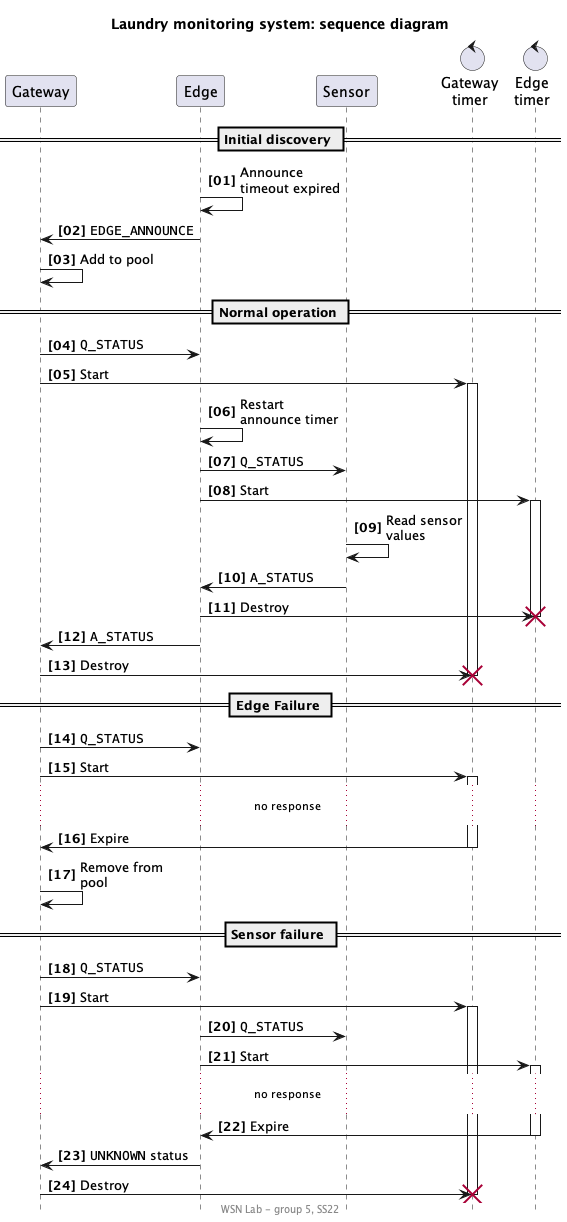 Laundry monitoring system: sequence diagram
Gateway
Edge
Sensor
Gateway
timer
Edge
timer
Initial discovery
[01] Announce
timeout expired
[02] EDGE_ANNOUNCE
[03] Add to pool
Normal operation
[04] Q_STATUS
[05] Start
[06] Restart
announce timer
[07] Q_STATUS
[08] Start
[09] Read sensor
values
[10] A_STATUS
[11] Destroy
[12] A_STATUS
[13] Destroy
Edge Failure
[14] Q_STATUS
[15] Start
no response
[16] Expire
[17] Remove from
pool
Sensor failure
[18] Q_STATUS
[19] Start
[20] Q_STATUS
[21] Start
no response
[22] Expire
[23] UNKNOWN status
[24] Destroy
WSN Lab – group 5, SS22